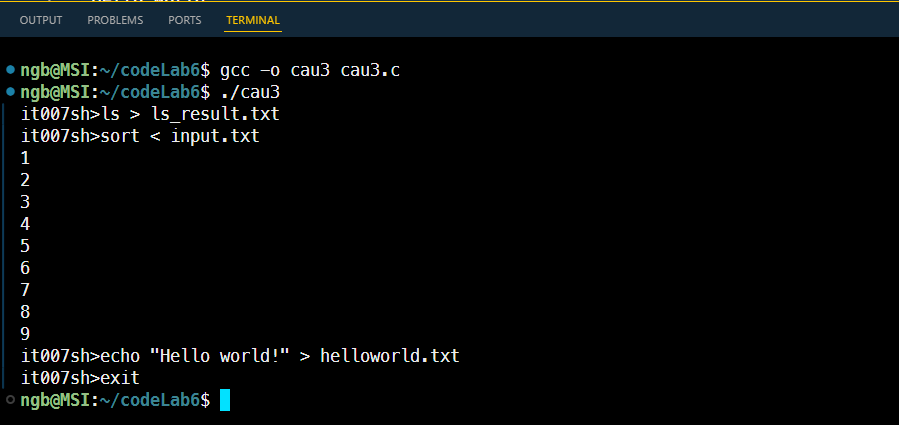 OUTPUT PROBLEMS PORTS TERMINAL
ngb@MSI:~/codeLab6$ gcc -o cau3 cau3.c
ngb@MSI:~/codeLab6$ ./cau3
it007sh>ls > ls_result.txt
it007sh>sort < input.txt
1
2
3
4
5
6
7
8
9
it007sh>echo "Hello world!" > helloworld.txt
it007sh>exit
ngb@MSI:~/codeLab6$